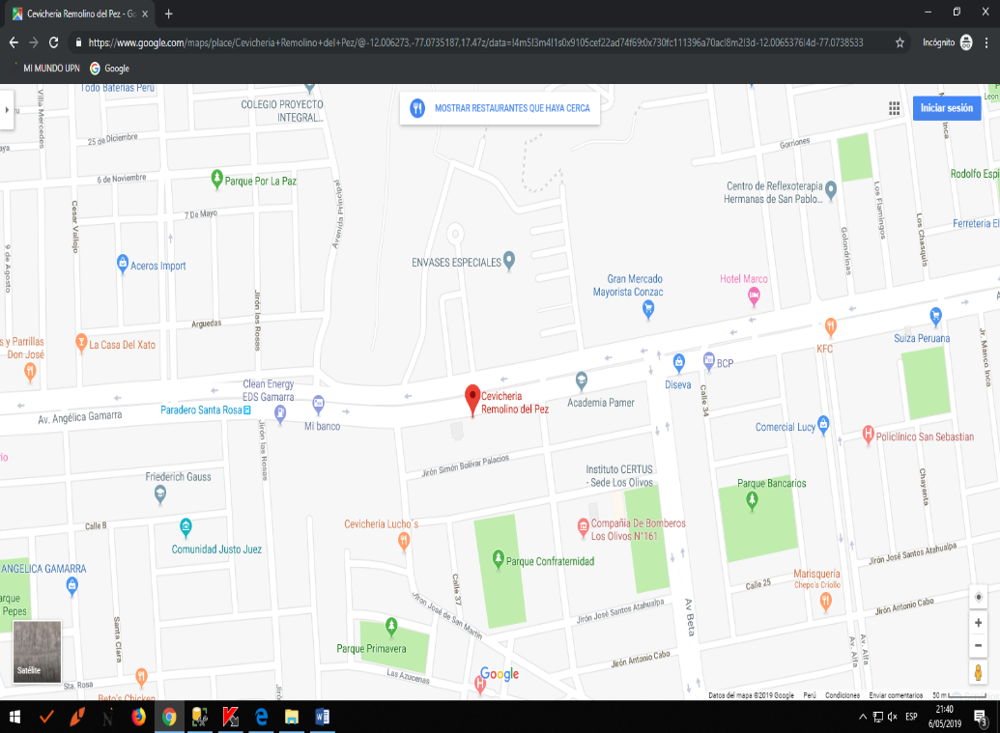 Cevicheria Remolino del Pez - Go
https://www.google.com/maps/place/Cevicheria+Remolino+del+Pez/@-12.006273,-77.0735187,17.47z/data=!4m5!3m4!1s0x9105cef22ad74f69:0x730fc111396a70ac!8m2!3d-12.0065376!4d-77.0738533
Incógnito
MI MUNDO UPN
Google
Todo Baterias Perú
Villa Mercedes
COLEGIO PROYECTO
INTEGRAL...
MOSTRAR RESTAURANTES QUE HAYA CERCA
Iniciar sesión
Inca
25 de Diciembre
Gorriones
6 de Noviembre
Parque Por La Paz
Avenida Principal
Centro de Reflexoterapia
Hermanas de San Pablo...
Rodolfo Espi
Los Flamingos
Cesar Vallejo
7 De Mayo
Golondrinas
Los Chasquis
Ferreteria El
9 de Agosto
Aceros Import
ENVASES ESPECIALES
Gran Mercado
Mayorista Conzac
Hotel Marco
Jirón las Rosas
Arguedas
s y Parrillas
Don José
La Casa Del Xato
KFC
Suiza Peruana
Jr. Manco Inca
BCP
Diseva
Clean Energy
EDS Gamarra
Cevicheria
Remolino del Pez
Academia Pamer
Calle 34
Av. Angélica Gamarra
Paradero Santa Rosa
Mi banco
Comercial Lucy
Policlínico San Sebastian
Jirón las Rosas
Jirón Simón Bolívar Palacios
Instituto CERTUS
- Sede Los Olivos
Friederich Gauss
Parque Bancarios
Chayanta
Calle B
Cevicheria Lucho´s
Compañia De Bomberos
Los Olivos N°161
Comunidad Justo Juez
Parque Confraternidad
Jirón José Santos Atahualpa
ANGELICA GAMARRA
Marisquería
Chepo's Criollo
Calle 37
Calle 25
arque
Pepes
Jiron José de San Martin
Jirón José Santos Atahualpa
Av Beta
Jirón Antonio Cabo
Santa Clara
Parque Primavera
Jirón Antonio Cabo
Av. Alfa
Av. Alfa
Satélite
Las Azucenas
Google
Sta. Rosa
Beto's Chicken
Datos del mapa ©2019 Google Perú Condiciones Enviar comentarios 50 m
ESP
21:40
6/05/2019
3